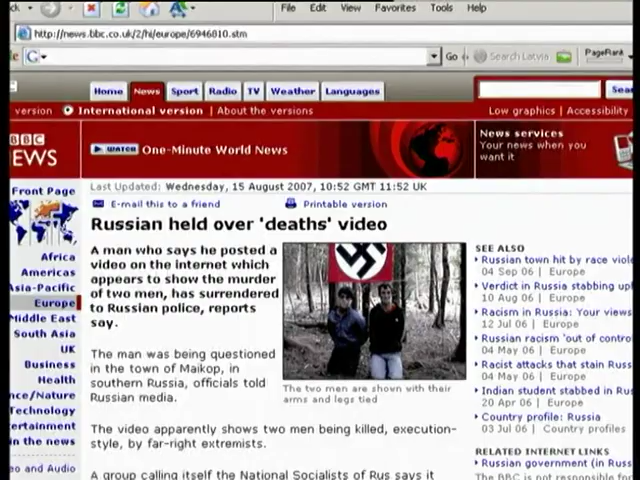 File Edit View Favorites Tools Help
http://news.bbc.co.uk/2/hi/europe/6946810.stm
G Go Search Latvia PageRank
Home News Sport Radio TV Weather Languages
version International version | About the versions Low graphics | Accessibility
BBC
EWS
WATCH One-Minute World News
News services
Your news when you
want it
Last Updated: Wednesday, 15 August 2007, 10:52 GMT 11:52 UK
E-mail this to a friend Printable version
Front Page
Africa
Americas
Asia-Pacific
Europe
Middle East
South Asia
UK
Business
Health
nce/Nature
Technology
ertainment
in the news
eo and Audio
Russian held over 'deaths' video
A man who says he posted a
video on the internet which
appears to show the murder
of two men, has surrendered
to Russian police, reports
say.
The man was being questioned
in the town of Maikop, in
southern Russia, officials told
Russian media.
The two men are shown with their
arms and legs tied
The video apparently shows two men being killed, execution-
style, by far-right extremists.
A group calling itself the National Socialists of Rus says it
SEE ALSO
Russian town hit by race viole
04 Sep 06 | Europe
Verdict in Russia stabbing up
10 Aug 06 | Europe
Racism in Russia: Your views
12 Jul 06 | Europe
Russian racism 'out of contro
04 May 06 | Europe
Racist attacks that stain Russ
04 May 06 | Europe
Indian student stabbed in
20 Apr 06 | Europe
Country profile: Russia
03 Jul 06 | Country profiles
RELATED INTERNET LINKS
Russian government (in Russ
The BBC is not responsible for